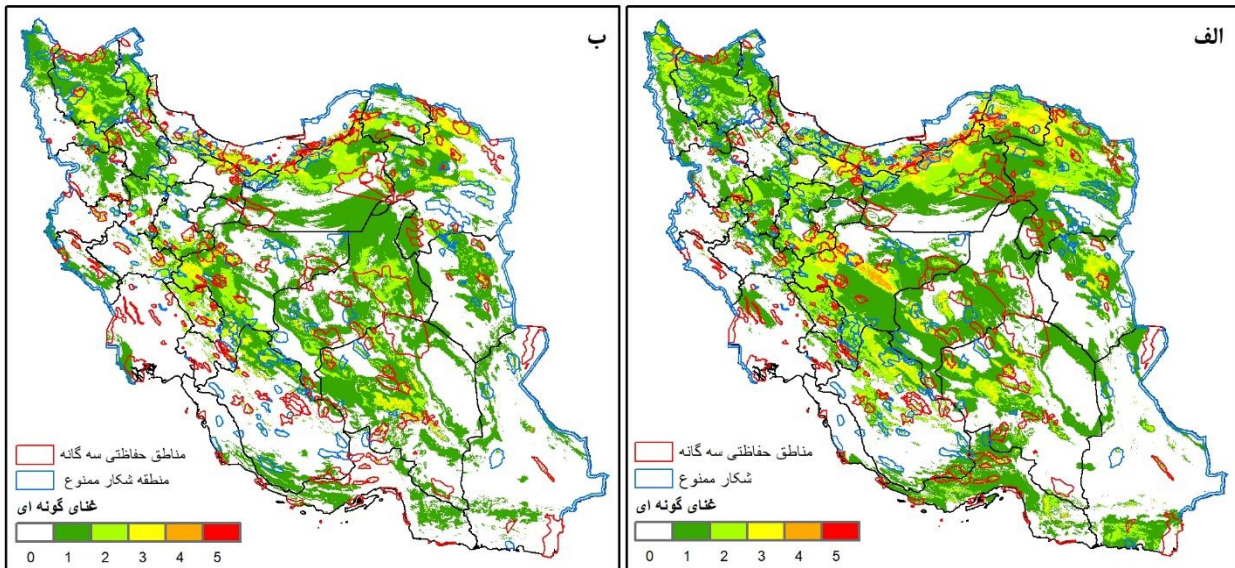 الف
مناطق حفاظتی سه گانه
شکار ممنوع
غنای گونه ای
0 1 2 3 4 5
ب
مناطق حفاظتی سه گانه
منطقه شکار ممنوع
غنای گونه ای
0 1 2 3 4 5